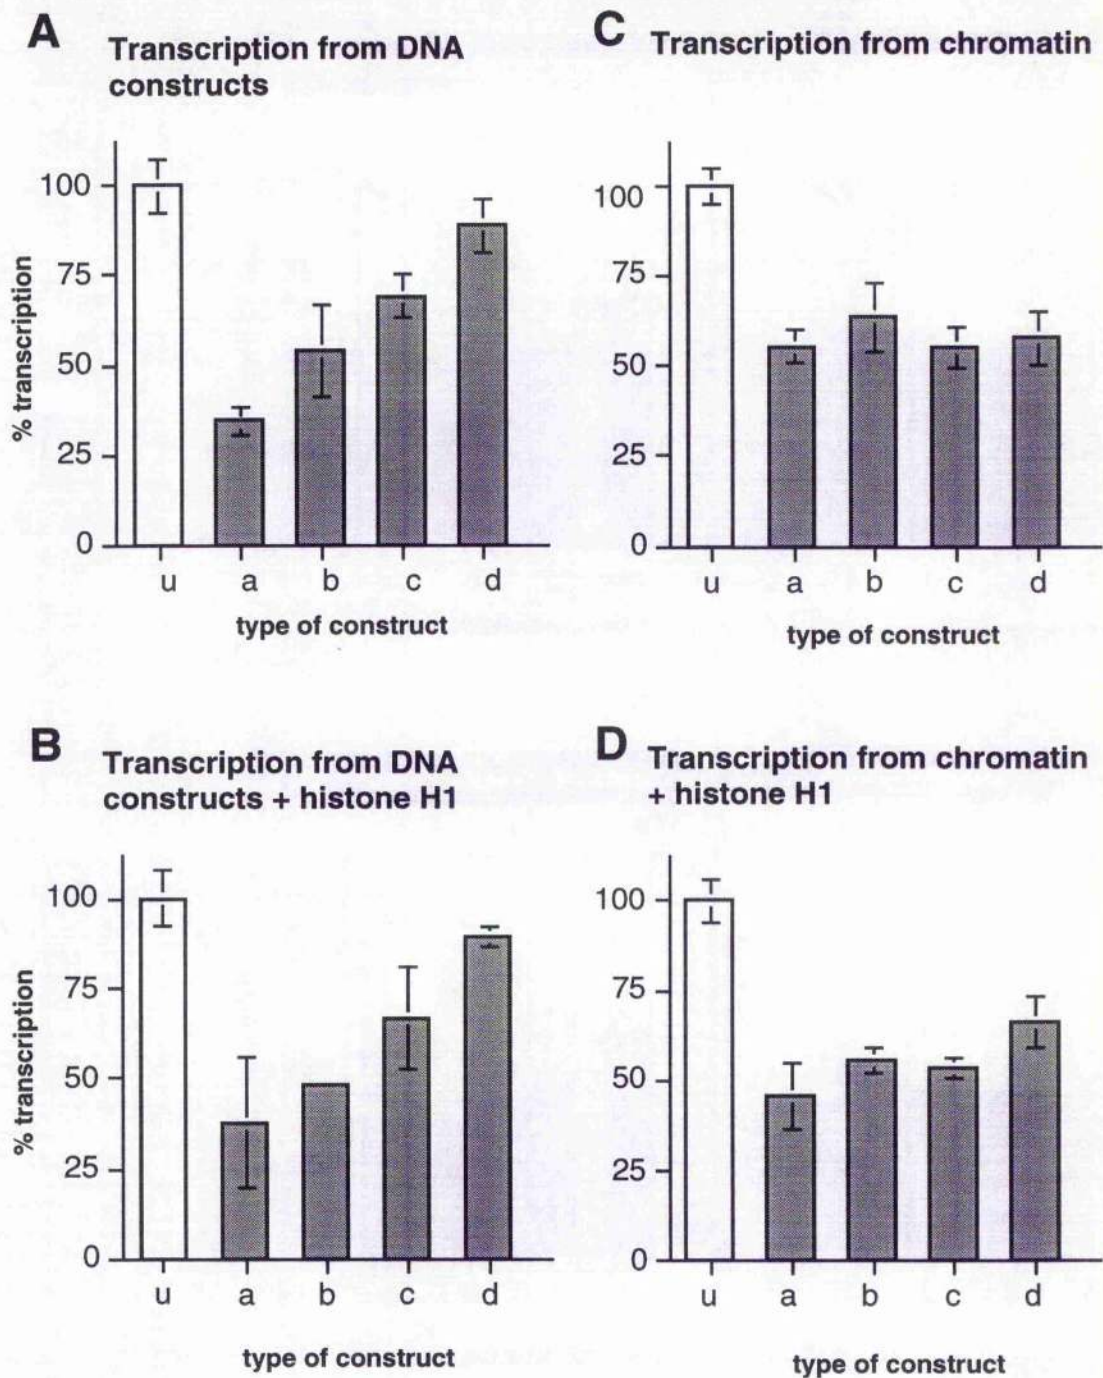 A
Transcription from DNA
constructs
% transcription
100
75
50
25
0
u a b c d
type of construct
C
Transcription from chromatin
100
75
50
25
0
u a b c d
type of construct
B
Transcription from DNA
constructs + histone H1
% transcription
100
75
50
25
0
u a b c d
type of construct
D
Transcription from chromatin
+ histone H1
100
75
50
25
0
u a b c d
type of construct